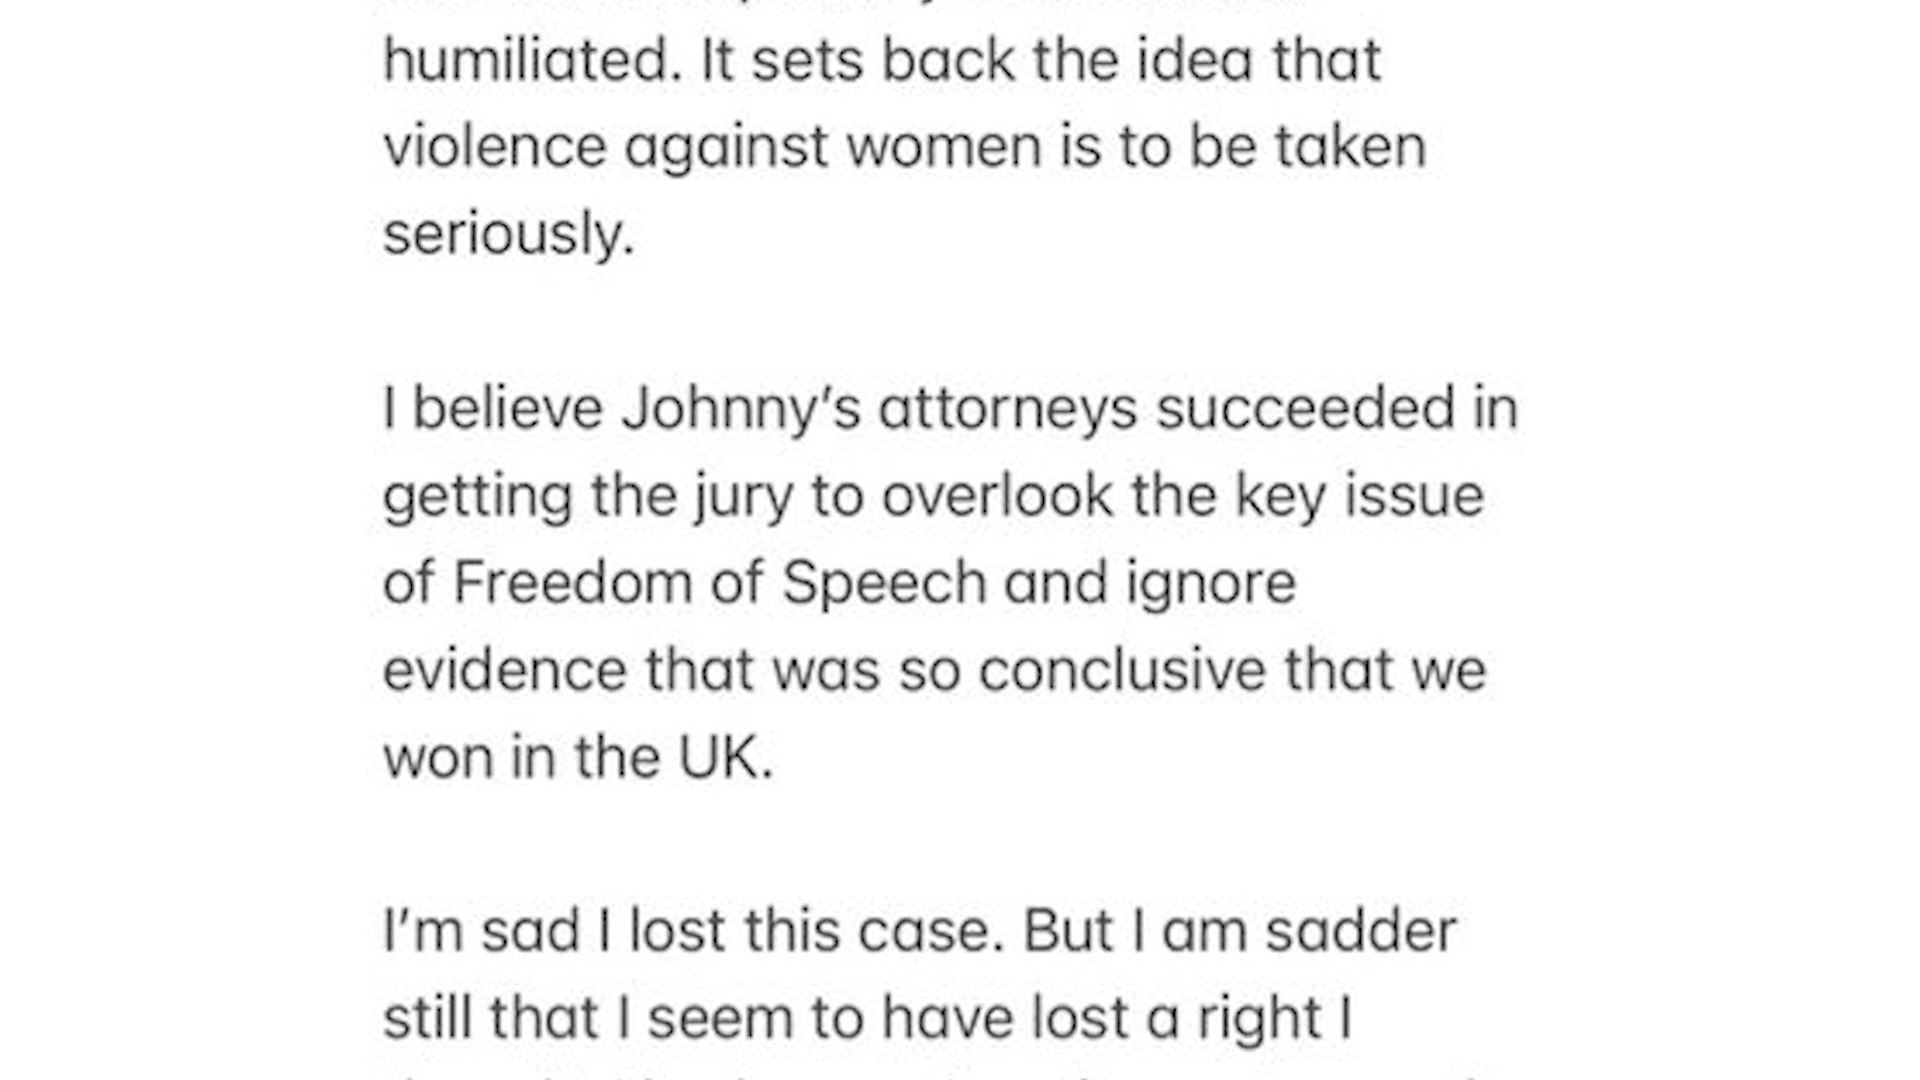 humiliated. It sets back the idea that
violence against women is to be taken
seriously.
I believe Johnny's attorneys succeeded in
getting the jury to overlook the key issue
of Freedom of Speech and ignore
evidence that was so conclusive that we
won in the UK.
I'm sad I lost this case. But I am sadder
still that I seem to have lost a right I